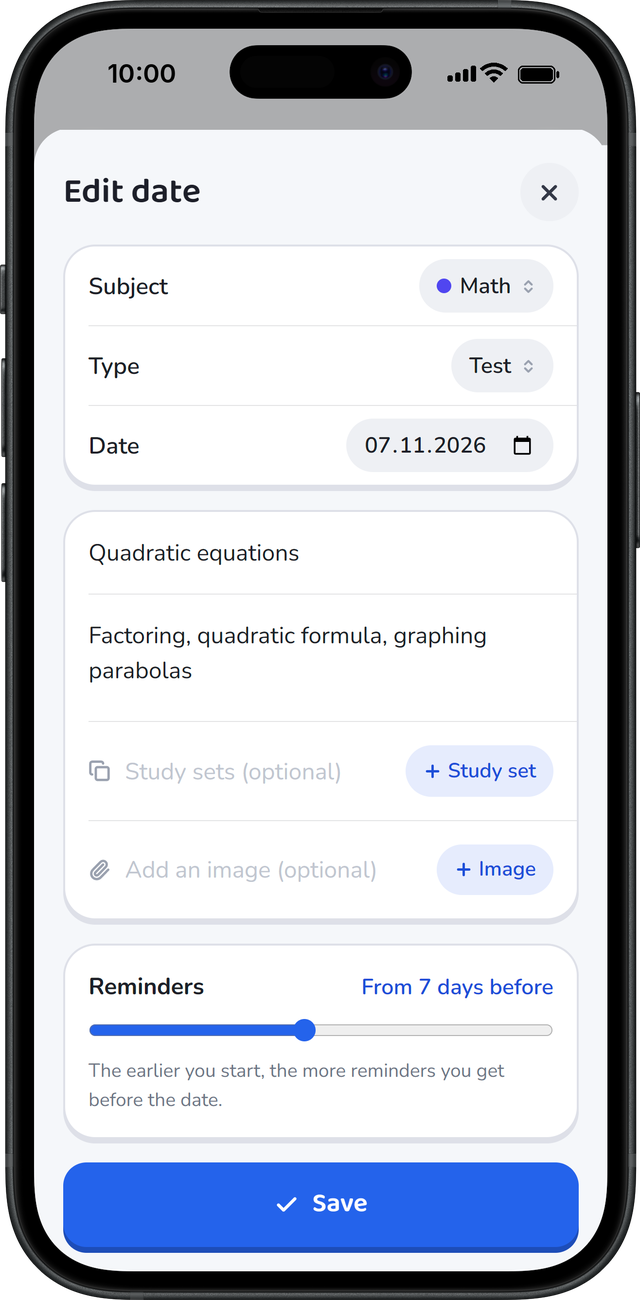 10:00
Edit date
Subject
Math
Type
Test
Date
07.11.2026
Quadratic equations
Factoring, quadratic formula, graphing
parabolas
Study sets (optional)
+ Study set
Add an image (optional)
+ Image
Reminders
From 7 days before
The earlier you start, the more reminders you get
before the date.
Save